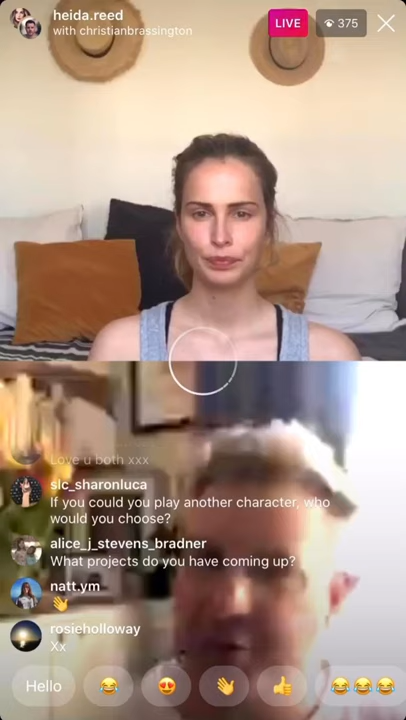 heida.reed
with christianbrassington
LIVE
375
Love u both xxx
slc_sharonluca
If you could you play another character, who
would you choose?
alice_j_stevens_bradner
What projects do you have coming up?
natt.ym
👋
rosieholloway
Xx
Hello 😂 😍 👋 👍 😂😂😂